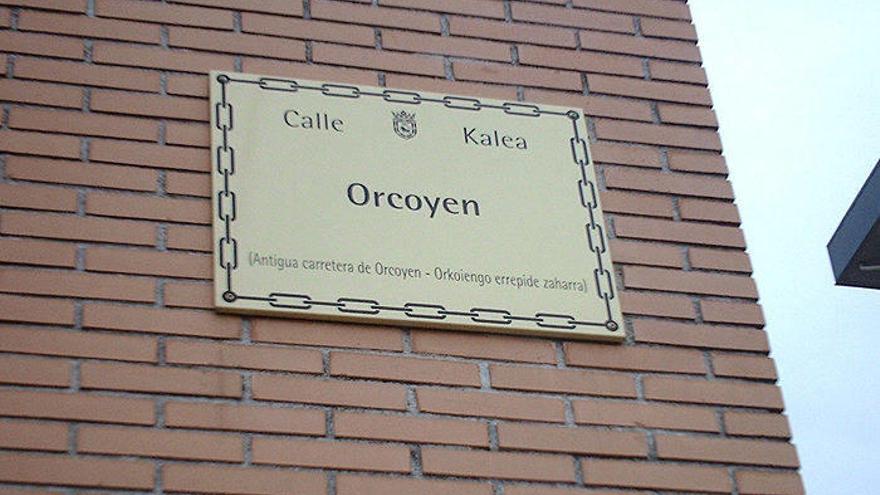 Calle Kalea
Orcoyen
(Antigua carretera de Orcoyen - Orkoiengo errepide zaharra)